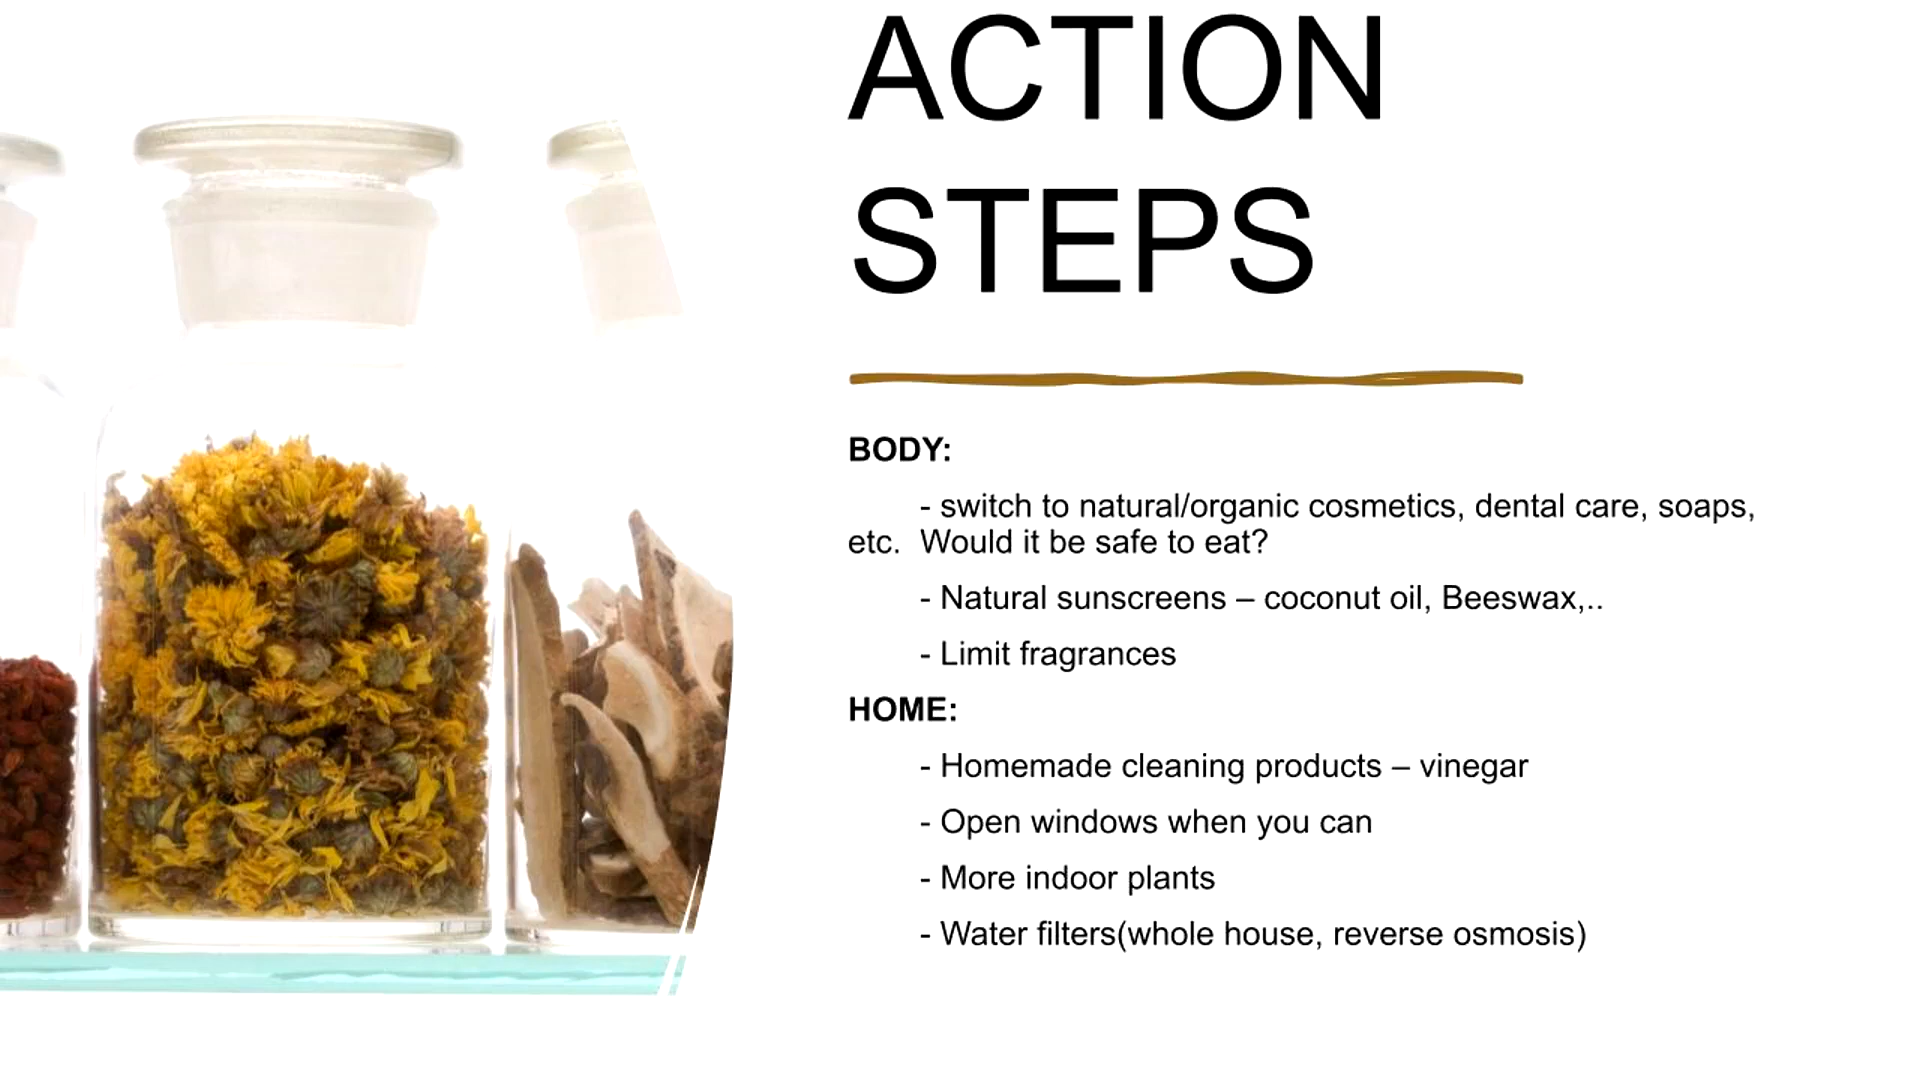 ACTION
STEPS
BODY:
- switch to natural/organic cosmetics, dental care, soaps,
etc.  Would it be safe to eat?
- Natural sunscreens – coconut oil, Beeswax,..
- Limit fragrances
HOME:
- Homemade cleaning products – vinegar
- Open windows when you can
- More indoor plants
- Water filters(whole house, reverse osmosis)